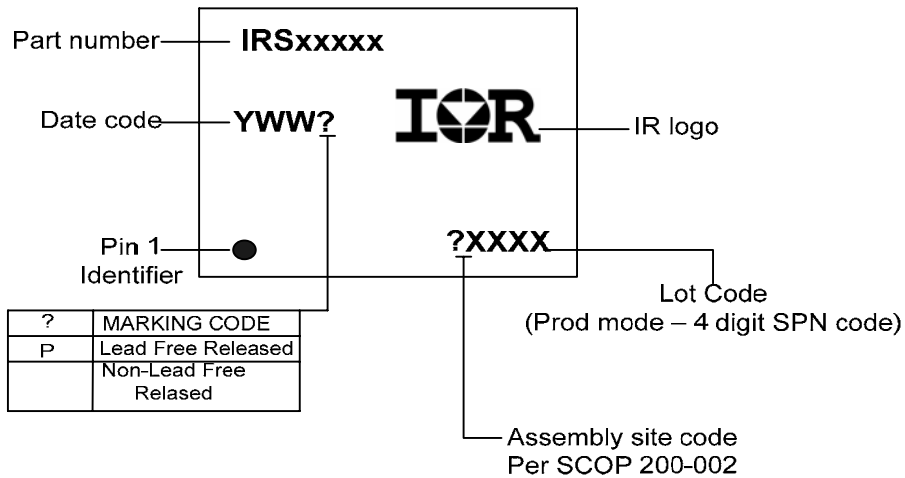 Part number
IRSxxxxx
Date code
YWW?
IOR
IR logo
Pin 1
Identifier
?XXXX
Lot Code
(Prod mode – 4 digit SPN code)
? MARKING CODE
P Lead Free Released
Non-Lead Free
Relased
Assembly site code
Per SCOP 200-002